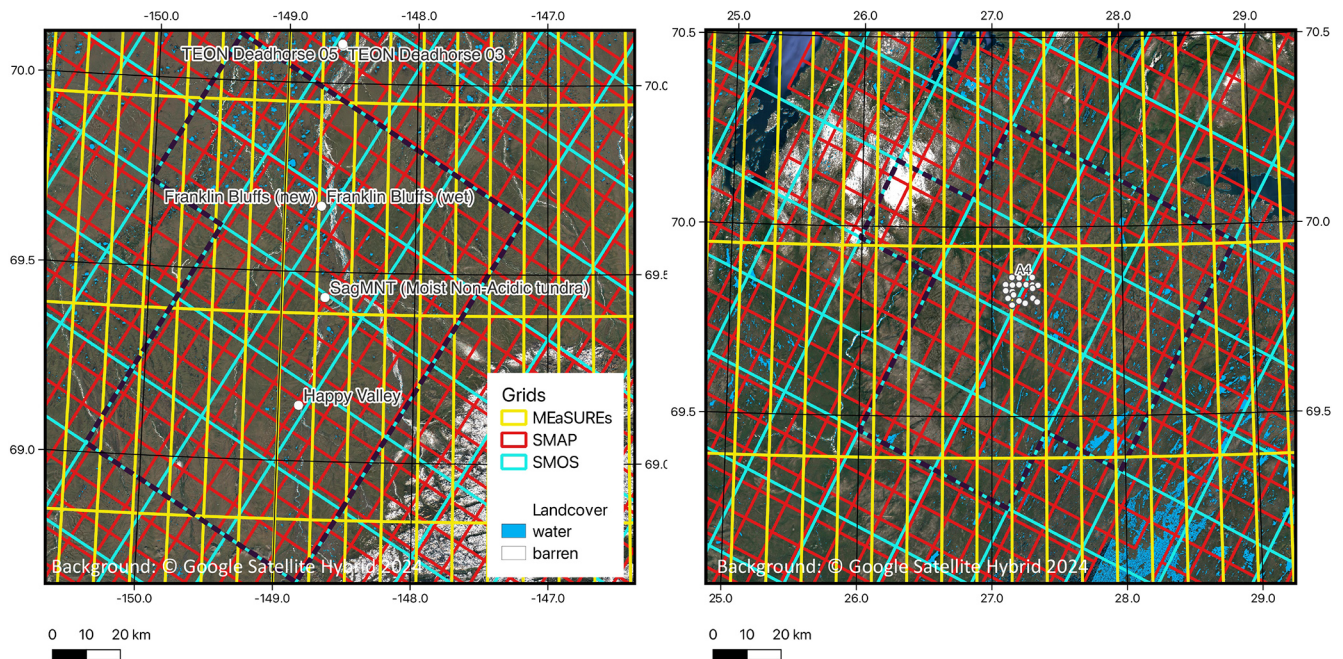 -150.0 -149.0 -148.0 -147.0
25.0 26.0 27.0 28.0 29.0
TEON Deadhorse 05 TEON Deadhorse 03
70.0
70.0
Franklin Bluffs (new) Franklin Bluffs (wet)
69.5
69.5
SagMNT (Moist Non-Acidic tundra)
Happy Valley
69.0
69.0
Grids
MEaSUREs
SMAP
SMOS
Landcover
water
barren
Background: © Google Satellite Hybrid 2024
-150.0 -149.0 -148.0 -147.0
0 10 20 km
70.5
70.5
70.0
70.0
A4
69.5
69.5
Background: © Google Satellite Hybrid 2024
25.0 26.0 27.0 28.0 29.0
0 10 20 km